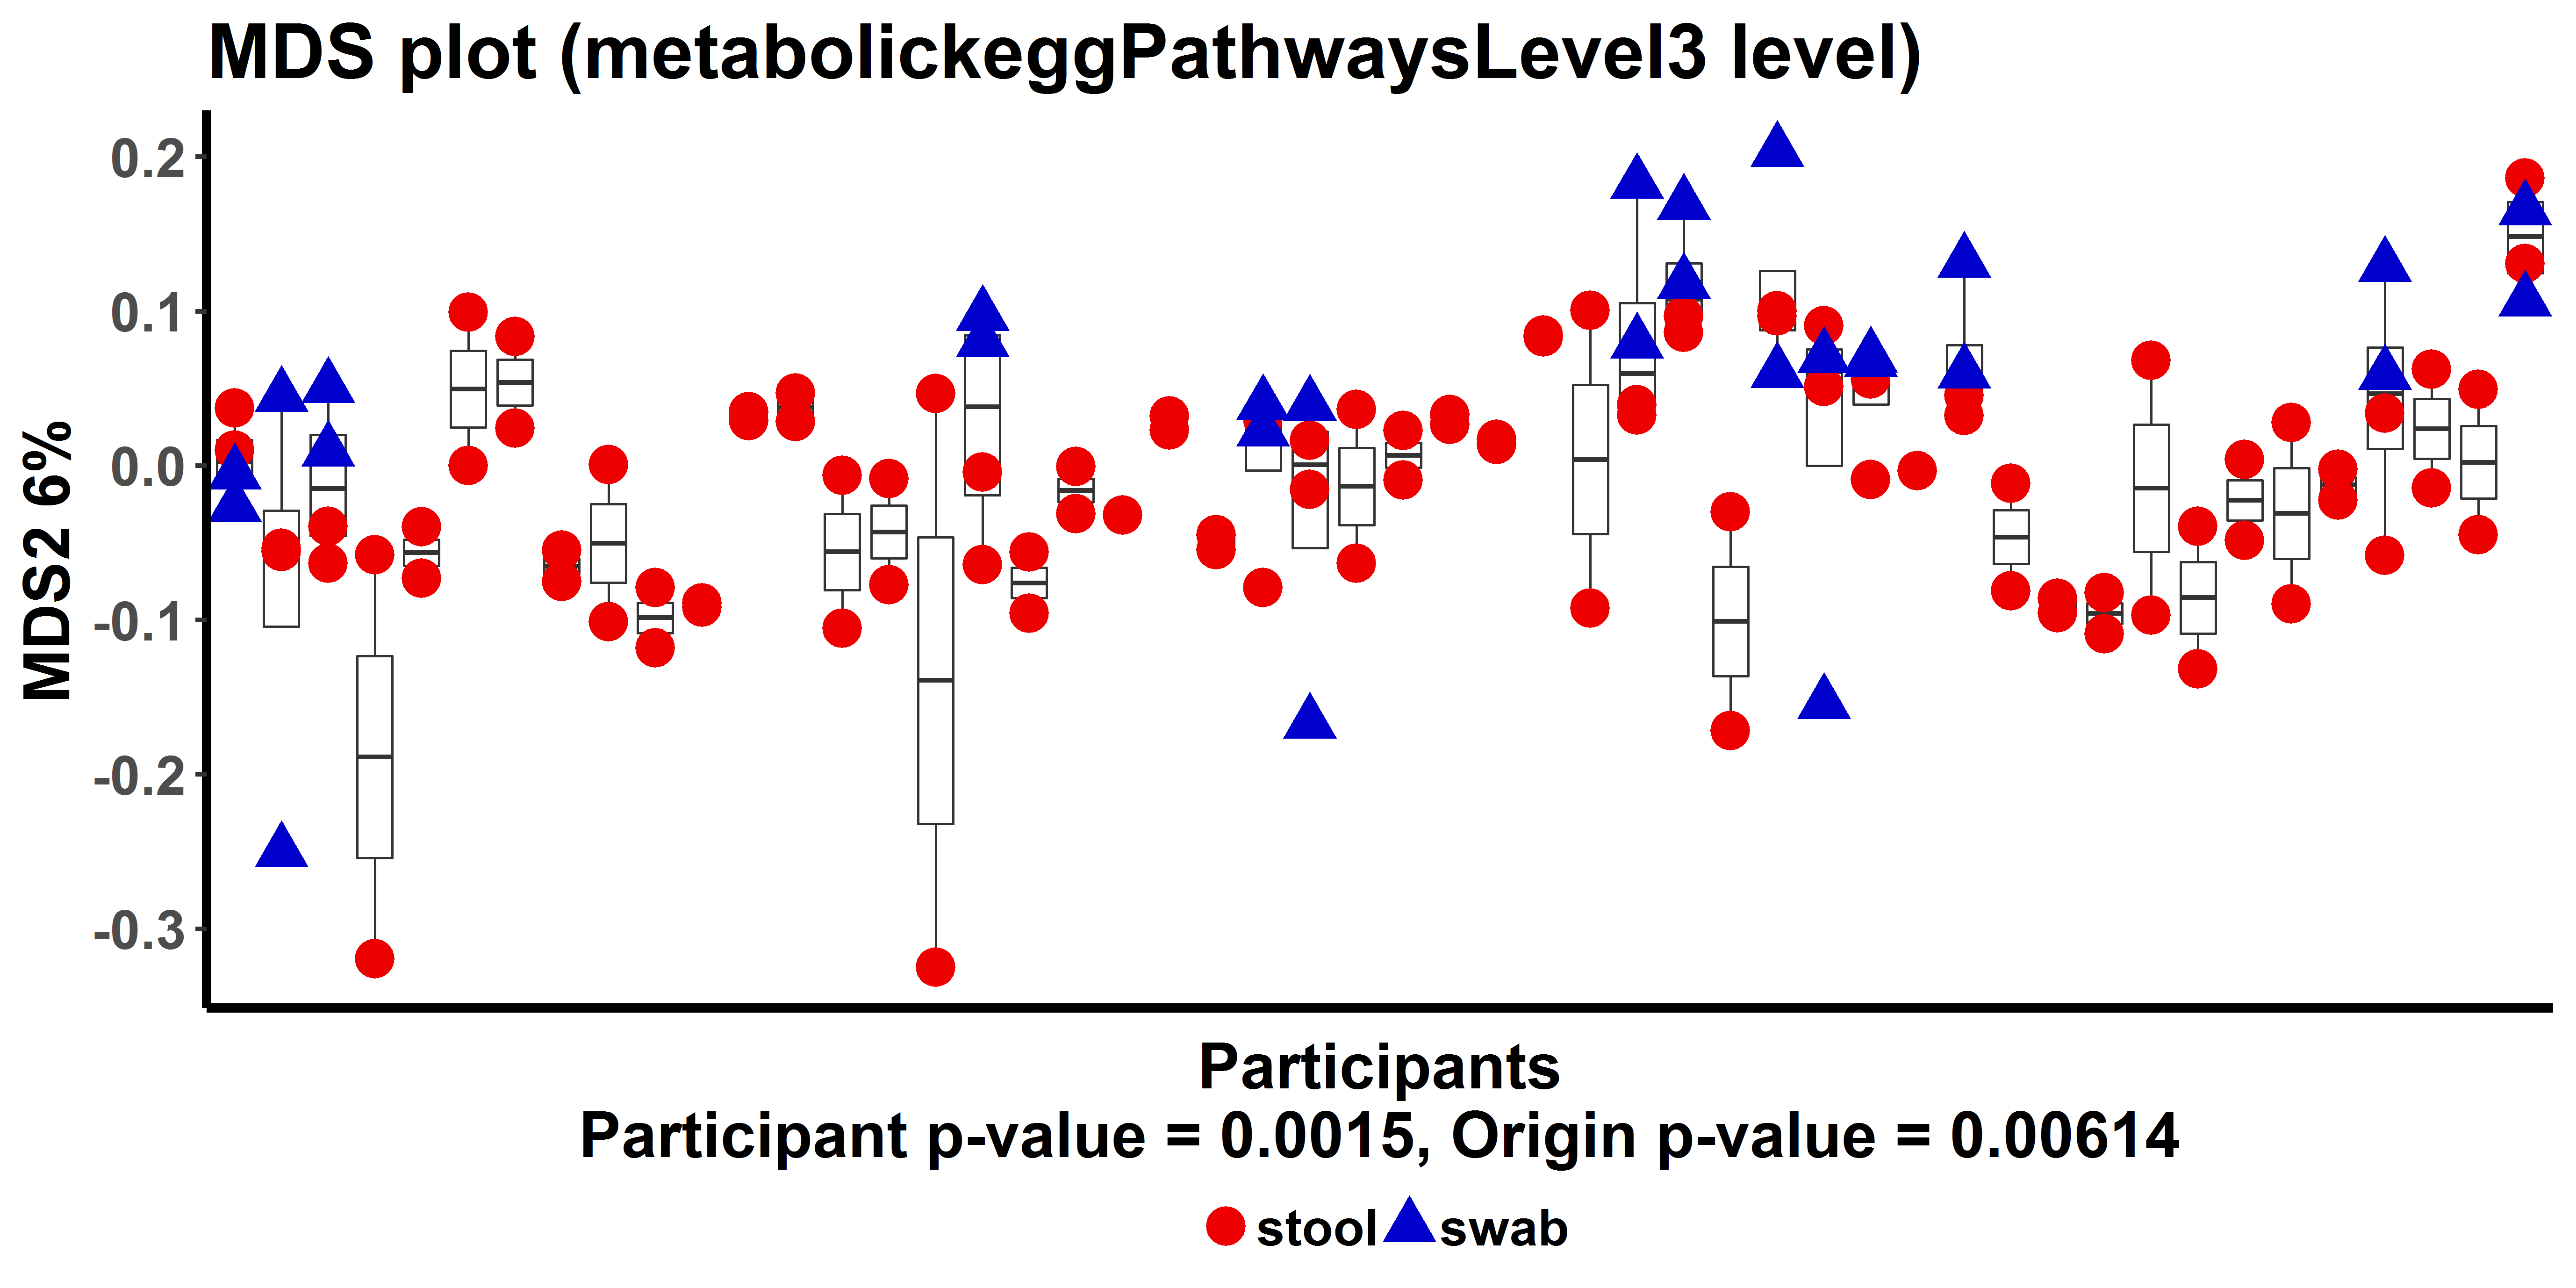 MDS plot (metabolickeggPathwaysLevel3 level)
MDS2 6%
0.2
0.1
0.0
-0.1
-0.2
-0.3
Participants
Participant p-value = 0.0015, Origin p-value = 0.00614
stool swab